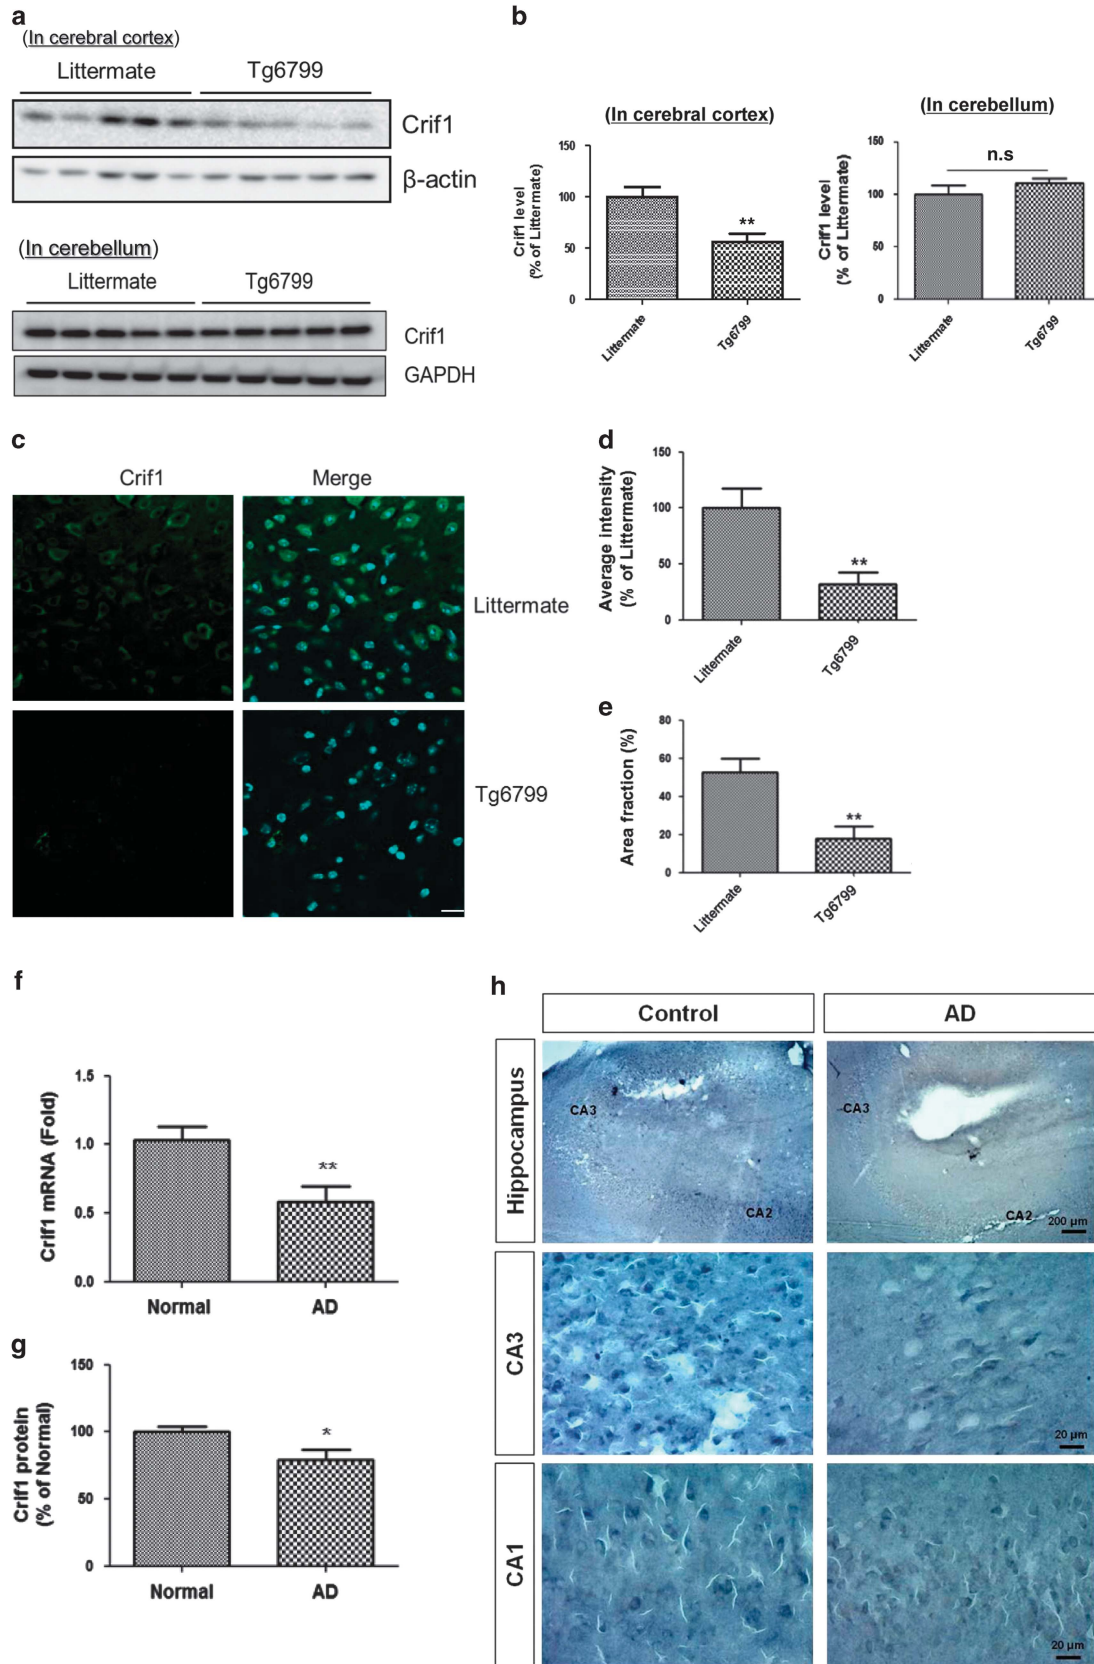 a
(In cerebral cortex)
Littermate Tg6799
Crif1
β-actin
(In cerebellum)
Littermate Tg6799
Crif1
GAPDH
b
(In cerebral cortex)
Crif1 level
(% of Littermate)
150
100
50
0
**
Littermate
Tg6799
(In cerebellum)
Crif1 level
(% of Littermate)
150
100
50
0
n.s
Littermate
Tg6799
c
Crif1 Merge
Littermate
Tg6799
d
Average intensity
(% of Littermate)
150
100
50
0
**
Littermate
Tg6799
e
Area fraction (%)
80
60
40
20
0
**
Littermate
Tg6799
f
Crif1 mRNA (Fold)
1.5
1.0
0.5
0.0
**
Normal AD
g
Crif1 protein
(% of Normal)
150
100
50
0
*
Normal AD
h
Control AD
Hippocampus
CA3
CA2
CA3
CA2
200 µm
CA3
20 µm
CA1
20 µm